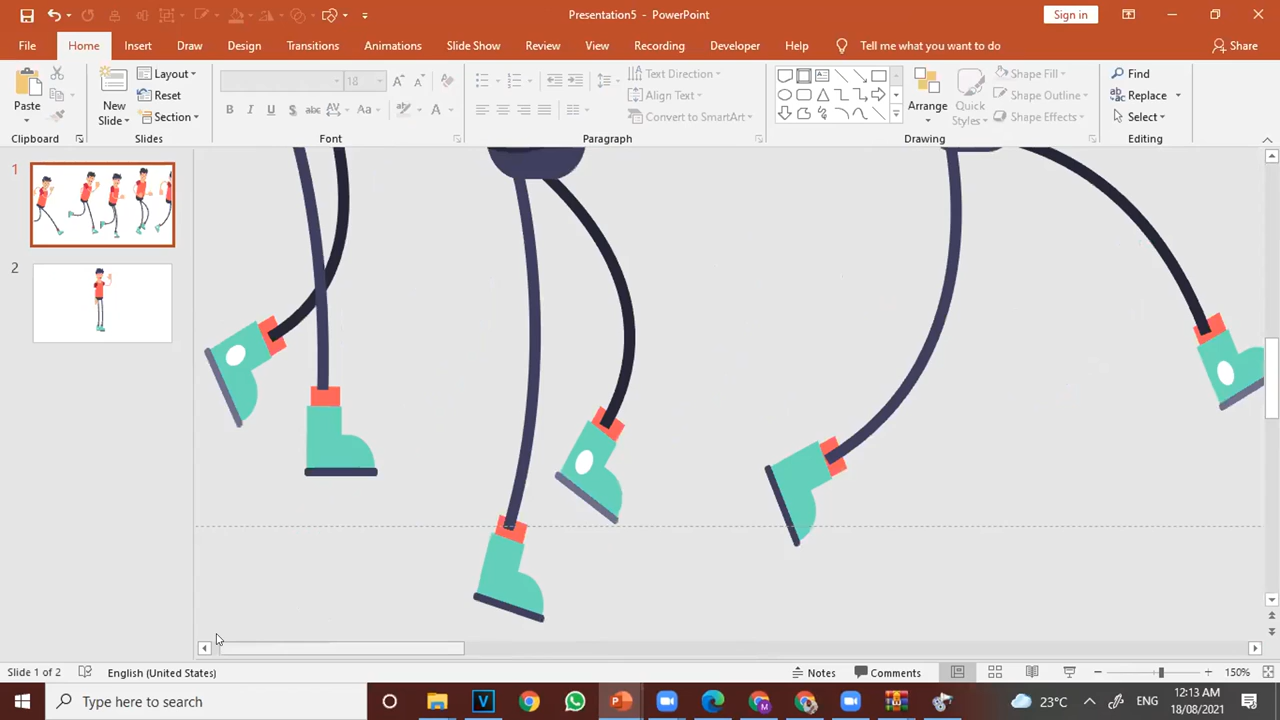 Presentation5 - PowerPoint
Sign in
File
Home
Insert
Draw
Design
Transitions
Animations
Slide Show
Review
View
Recording
Developer
Help
Tell me what you want to do
Share
Paste
Clipboard
New
Slide
Layout
Reset
Section
Slides
18
B I U S abc AV Aa A
Font
Text Direction
Align Text
Convert to SmartArt
Paragraph
Arrange
Quick
Styles
Shape Fill
Shape Outline
Shape Effects
Drawing
Find
Replace
Select
Editing
1
2
Slide 1 of 2
English (United States)
Notes
Comments
150%
Type here to search
23°C
ENG
12:13 AM
18/08/2021